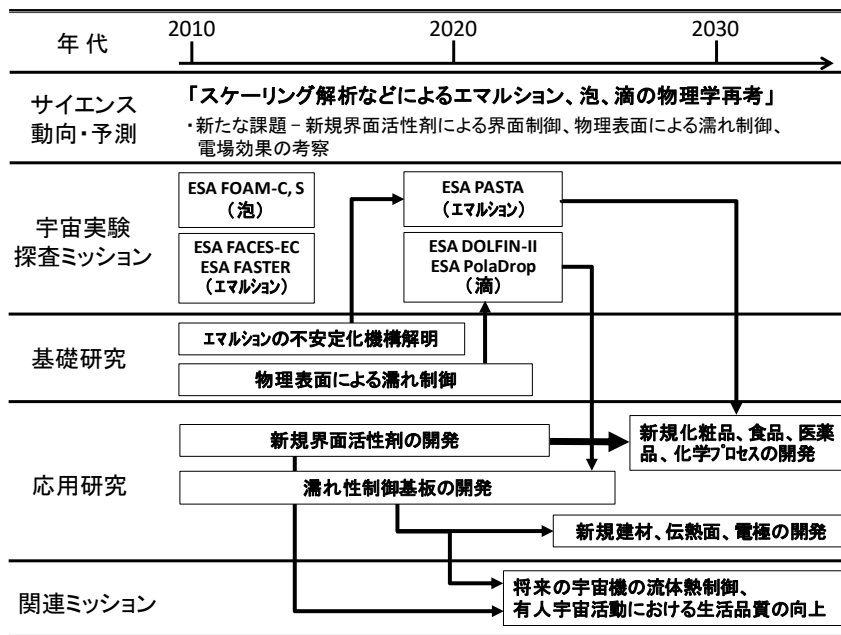 年 代
2010
2020
2030
サイエンス
動向・予測
「スケーリング解析などによるエマルション、泡、滴の物理学再考」
・新たな課題 – 新規界面活性剤による界面制御、物理表面による濡れ制御、
電場効果の考察
宇宙実験
探査ミッション
ESA FOAM-C, S
（泡）
ESA FACES-EC
ESA FASTER
（エマルション）
ESA PASTA
（エマルション）
ESA DOLFIN-II
ESA PolaDrop
（滴）
基礎研究
エマルションの不安定化機構解明
物理表面による濡れ制御
応用研究
新規界面活性剤の開発
濡れ性制御基板の開発
新規化粧品、食品、医薬
品、化学プロセスの開発
新規建材、伝熱面、電極の開発
関連ミッション
将来の宇宙機の流体熱制御、
有人宇宙活動における生活品質の向上